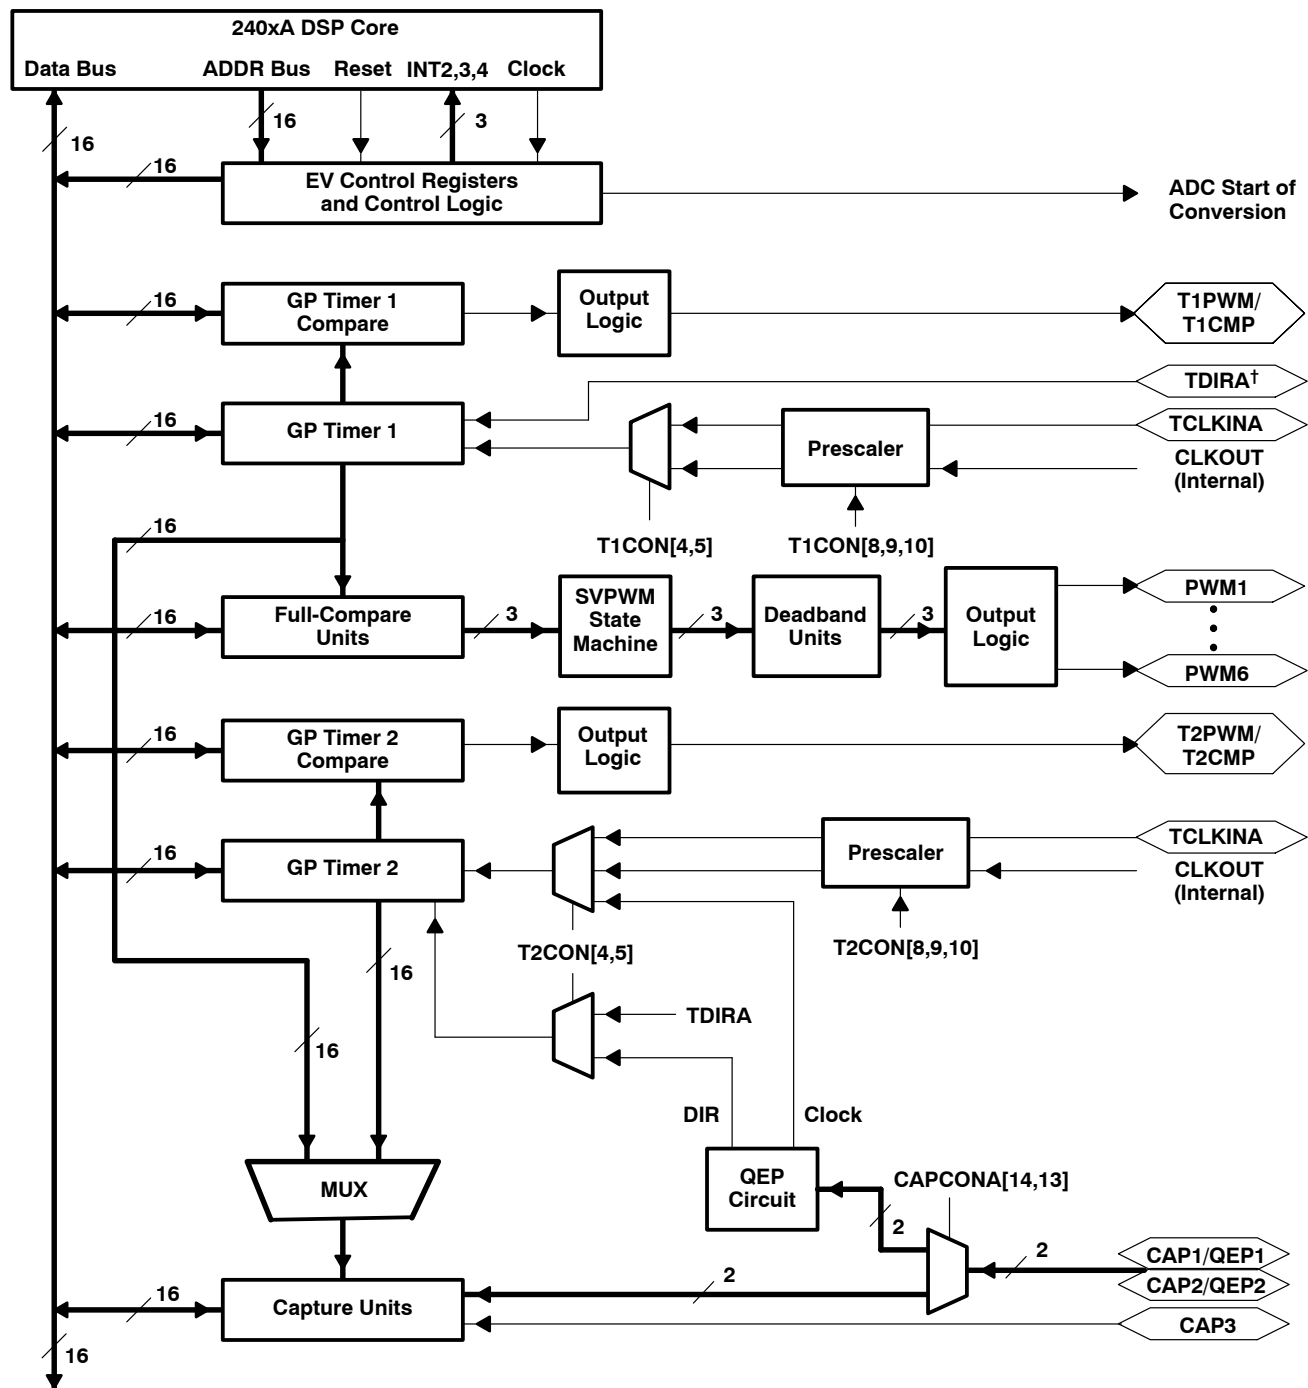 240xA DSP Core
Data Bus ADDR Bus Reset INT2,3,4 Clock
16 3
16
16
EV Control Registers
and Control Logic
ADC Start of
Conversion
16
GP Timer 1
Compare
Output
Logic
T1PWM/
T1CMP
TDIRA†
16
GP Timer 1
Prescaler
TCLKINA
CLKOUT
(Internal)
16
T1CON[4,5]
T1CON[8,9,10]
16
Full-Compare
Units
3
SVPWM
State
Machine
3
Deadband
Units
3
Output
Logic
PWM1
PWM6
16
GP Timer 2
Compare
Output
Logic
T2PWM/
T2CMP
16
GP Timer 2
Prescaler
TCLKINA
CLKOUT
(Internal)
T2CON[4,5]
T2CON[8,9,10]
16
TDIRA
16
DIR
Clock
MUX
QEP
Circuit
CAPCONA[14,13]
2
2
CAP1/QEP1
CAP2/QEP2
2
16
Capture Units
CAP3
16